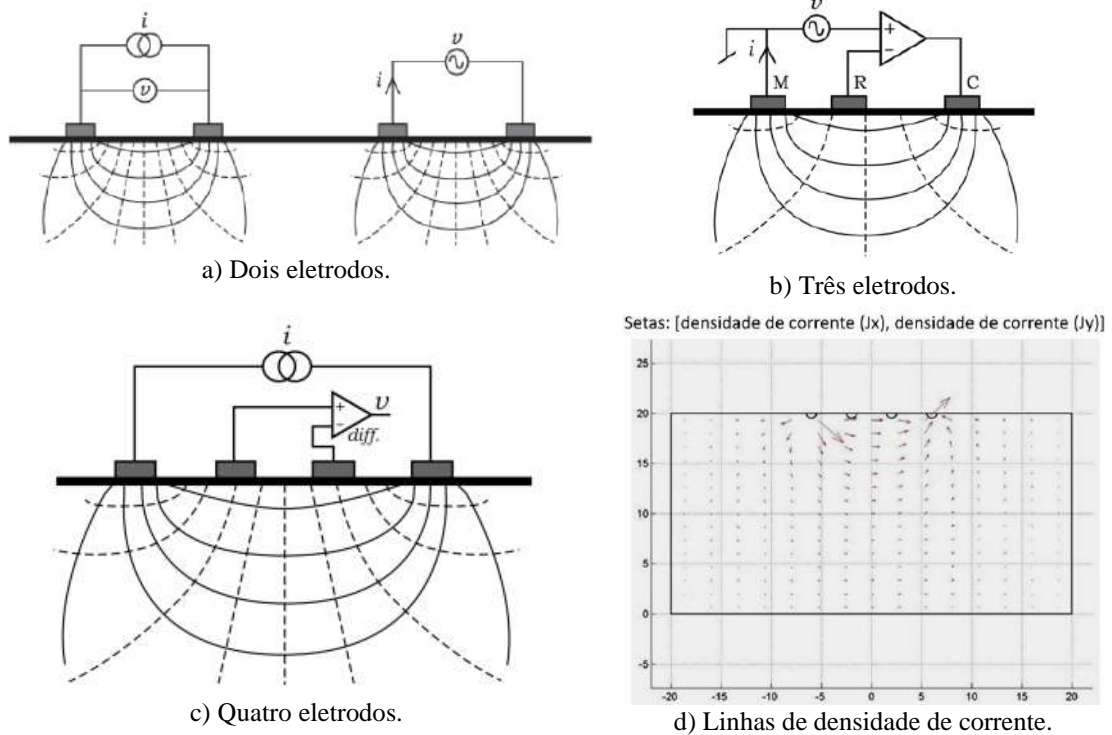 i
v
i
v
a) Dois eletrodos.
v
i
M
R
C
+
−
b) Três eletrodos.
i
+
−
v
diff.
c) Quatro eletrodos.
Setas: [densidade de corrente (Jx), densidade de corrente (Jy)]
25
20
15
10
5
0
-5
-20 -15 -10 -5 0 5 10 15 20
d) Linhas de densidade de corrente.